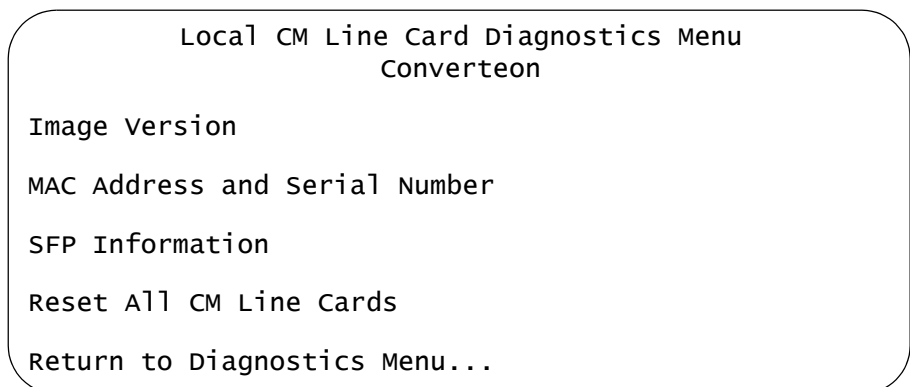 Local CM Line Card Diagnostics Menu
Converteon
Image Version
MAC Address and Serial Number
SFP Information
Reset All CM Line Cards
Return to Diagnostics Menu...